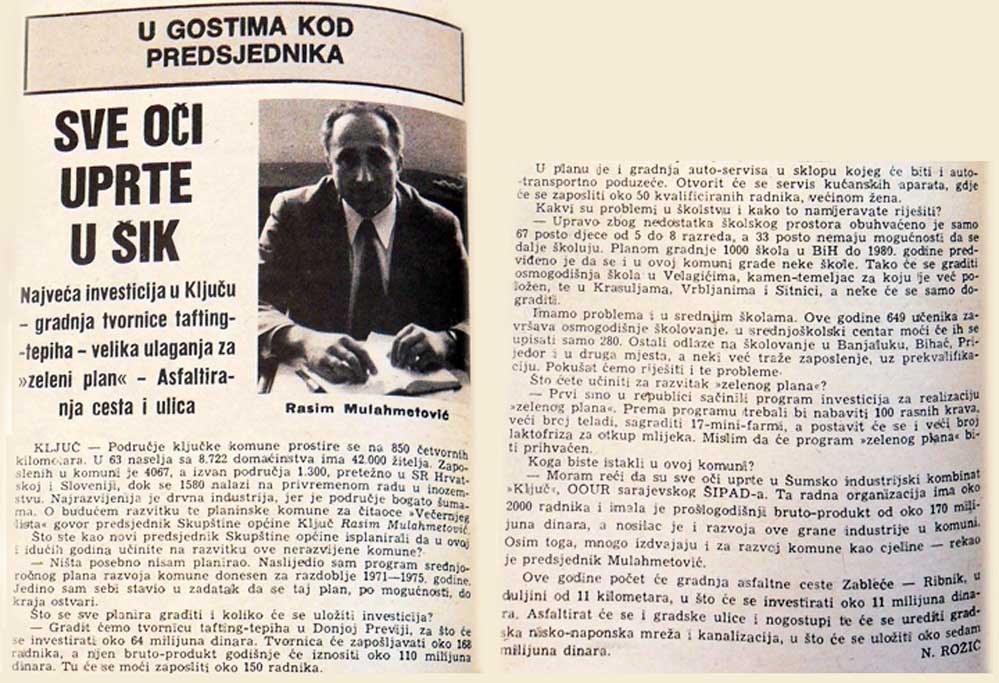 U GOSTIMA KOD
PREDSJEDNIKA
SVE OČI
UPRTE
U ŠIK
Najveća investicija u Ključu
– gradnja tvornice tafting-
-tepiha – velika ulaganja za
»zeleni plan« – Asfaltira-
nja cesta i ulica
Rasim Mulahmetović
KLJUČ — Područje ključke komune prostire se na 850 četvornih
kilometara. U 63 naselja sa 8.722 domaćinstva ima 42.000 žitelja. Zapo-
slenih u komuni je 4067, a izvan područja 1.300, pretežno u SR Hrvat-
skoj i Sloveniji, dok se 1580 nalazi na privremenom radu u inozem-
stvu. Najrazvijenija je drvna industrija, jer je područje bogato šuma-
ma. O budućem razvitku te planinske komune za čitaoce »Večernjeg
lista« govor predsjednik Skupštine općine Ključ Rasim Mulahmetović.
Što ste kao novi predsjednik Skupštine općine isplanirali da u ovoj
i idućih godina učinite na razvitku ove nerazvijene komune?
— Ništa posebno nisam planirao. Naslijedio sam program srednjo-
ročnog plana razvoja komune donesen za razdoblje 1971—1975. godine.
Jedino sam sebi stavio u zadatak da se taj plan, po mogućnosti, do
kraja ostvari.
Što se sve planira graditi i koliko će se uložiti investicija?
— Gradit ćemo tvornicu tafting-tepiha u Donjoj Previji, za što će
se investirati oko 64 milijuna dinara. Tvornica će zapošljavati oko 168
radnika, a njen bruto-produkt godišnje će iznositi oko 110 milijuna
dinara. Tu će se moći zaposliti oko 150 radnika.
U planu je i gradnja auto-servisa u sklopu kojeg će biti i auto-
-transportno poduzeće. Otvorit će se servis kućanskih aparata, gdje
će se zaposliti oko 50 kvalificiranih radnika, većinom žena.
Kakvi su problemi u školstvu i kako to namjeravate riješiti?
— Upravo zbog nedostatka školskog prostora obuhvaćeno je samo
67 posto djece od 5 do 8 razreda, a 33 posto nemaju mogućnosti da se
dalje školuju. Planom gradnje 1000 škola u BiH do 1980. godine pred-
viđeno je da se i u ovoj komuni grade neke škole. Tako će se graditi
osmogodišnja škola u Velagićima, kamen-temeljac za koju je već po-
ložen, te u Krasuljama, Vrbljanima i Sitnici, a neke će se samo do-
graditi.
Imamo problema i u srednjim školama. Ove godine 649 učenika za-
vršava osmogodišnje školovanje, u srednjoškolski centar moći će ih se
upisati samo 280. Ostali odlaze na školovanje u Banjaluku, Bihać, Pri-
jedor i u druga mjesta, a neki već traže zaposlenje, uz prekvalifika-
ciju. Pokušat ćemo riješiti i te probleme.
Što ćete učiniti za razvitak »zelenog plana«?
— Prvi smo u republici sačinili program investicija za realizaciju
»zelenog plana«. Prema programu trebali bi nabaviti 100 rasnih krava,
veći broj teladi, sagraditi 17-mini-farmi, a postavit će se i veći broj
laktofriza za otkup mlijeka. Mislim da će program »zelenog plana« bi-
ti prihvaćen.
Koga biste istakli u ovoj komuni?
— Moram reći da su sve oči uprte u Šumsko industrijski kombinat
»Ključ«, OOUR sarajevskog ŠIPAD-a. Ta radna organizacija ima oko
2000 radnika i imala je prošlogodišnji bruto-produkt od oko 170 mili-
juna dinara, a nosilac je i razvoja ove grane industrije u komuni.
Osim toga, mnogo izdvajaju i za razvoj komune kao cjeline — rekao
je predsjednik Mulahmetović.
Ove godine počet će gradnja asfaltne ceste Zableće — Ribnik, u
duljini od 11 kilometara, u što će se investirati oko 11 milijuna dina-
ra. Asfaltirat će se i gradske ulice i nogostupi te će se urediti grad-
ska nisko-naponska mreža i kanalizacija, u što će se uložiti oko sedam
milijuna dinara.
N. ROZIĆ